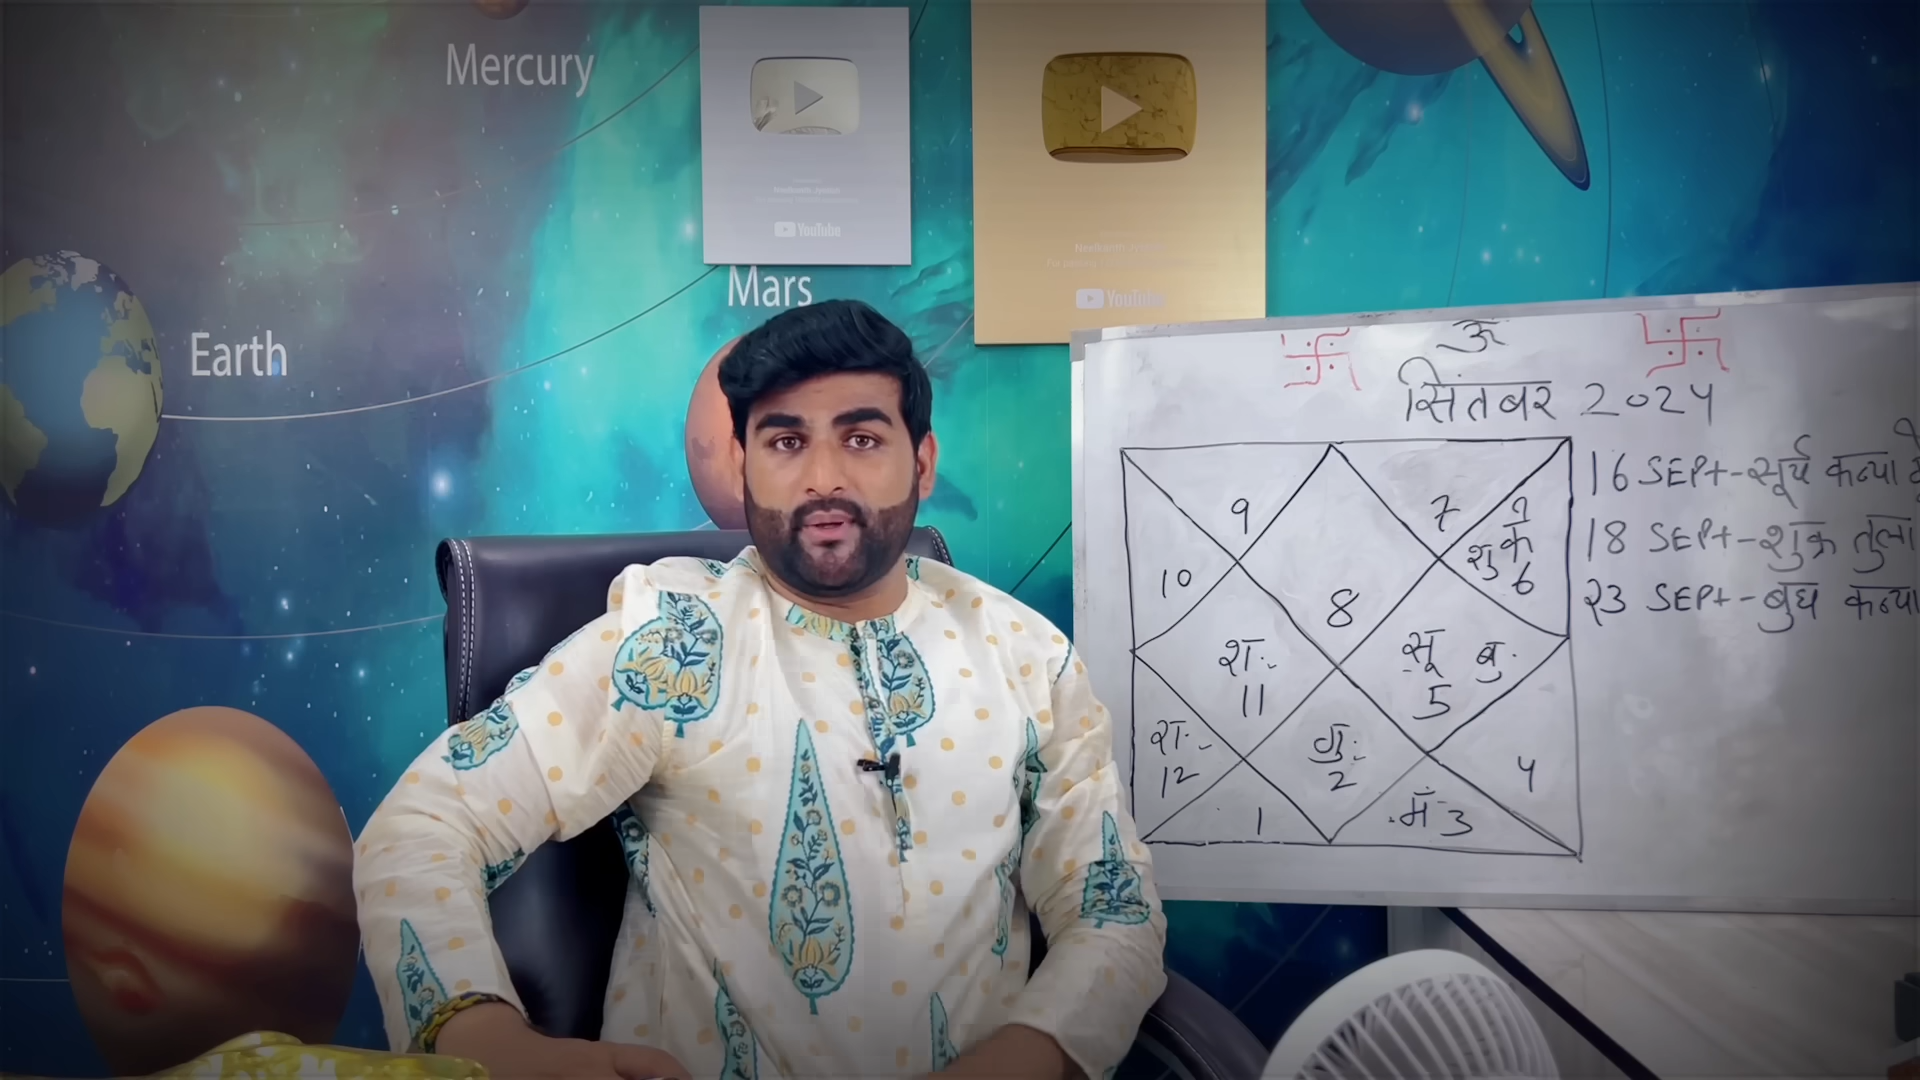 Mercury
YouTube
YouTube
Mars
Earth
ॐ
सितंबर 2024
16 SEPT - सूर्य कन्या
18 SEPT - शुक्र तुला
23 SEPT - बुध कन्या
9
7
के
शु
6
10
8
श.
11
सू बु.
5
रा.
12
गु.
2
4
1
मं 3